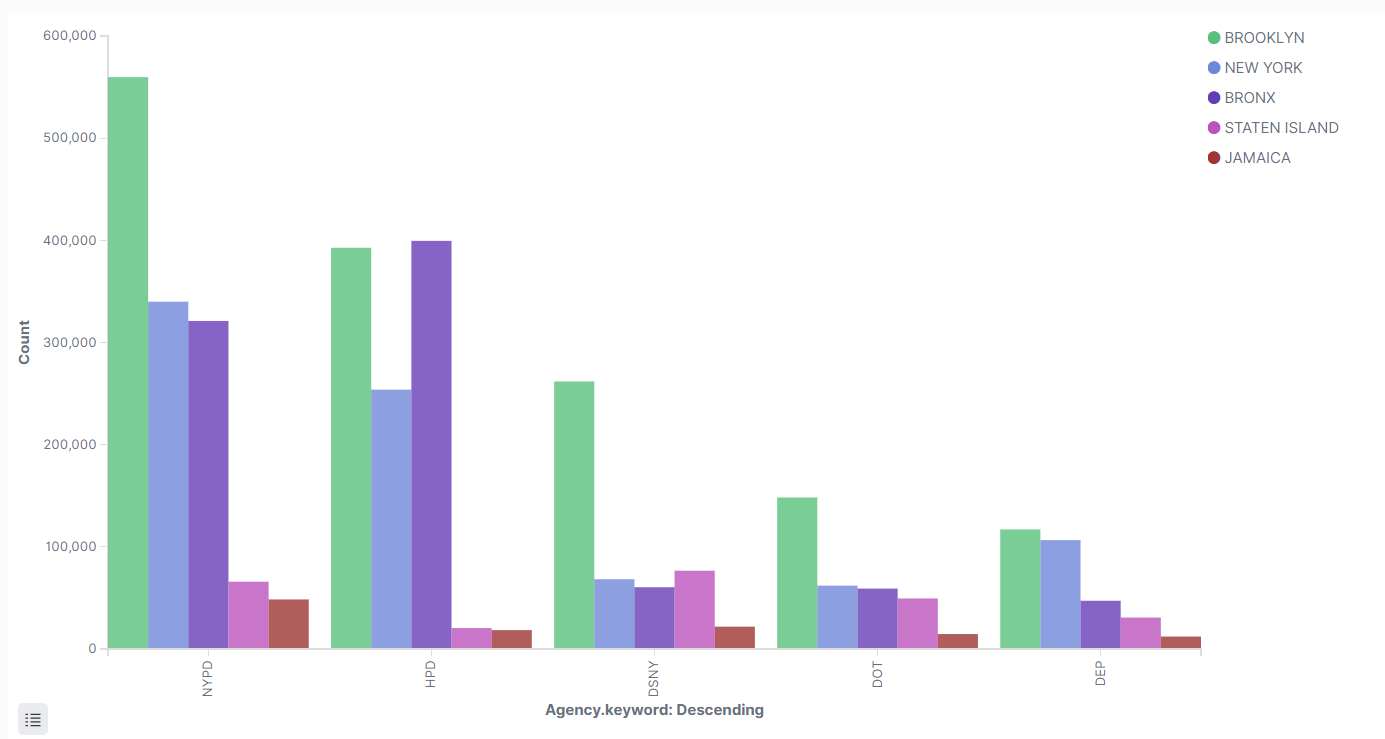 600,000
500,000
400,000
300,000
200,000
100,000
0
Count
NYPD
HPD
DSNY
DOT
DEP
Agency.keyword: Descending
BROOKLYN
NEW YORK
BRONX
STATEN ISLAND
JAMAICA